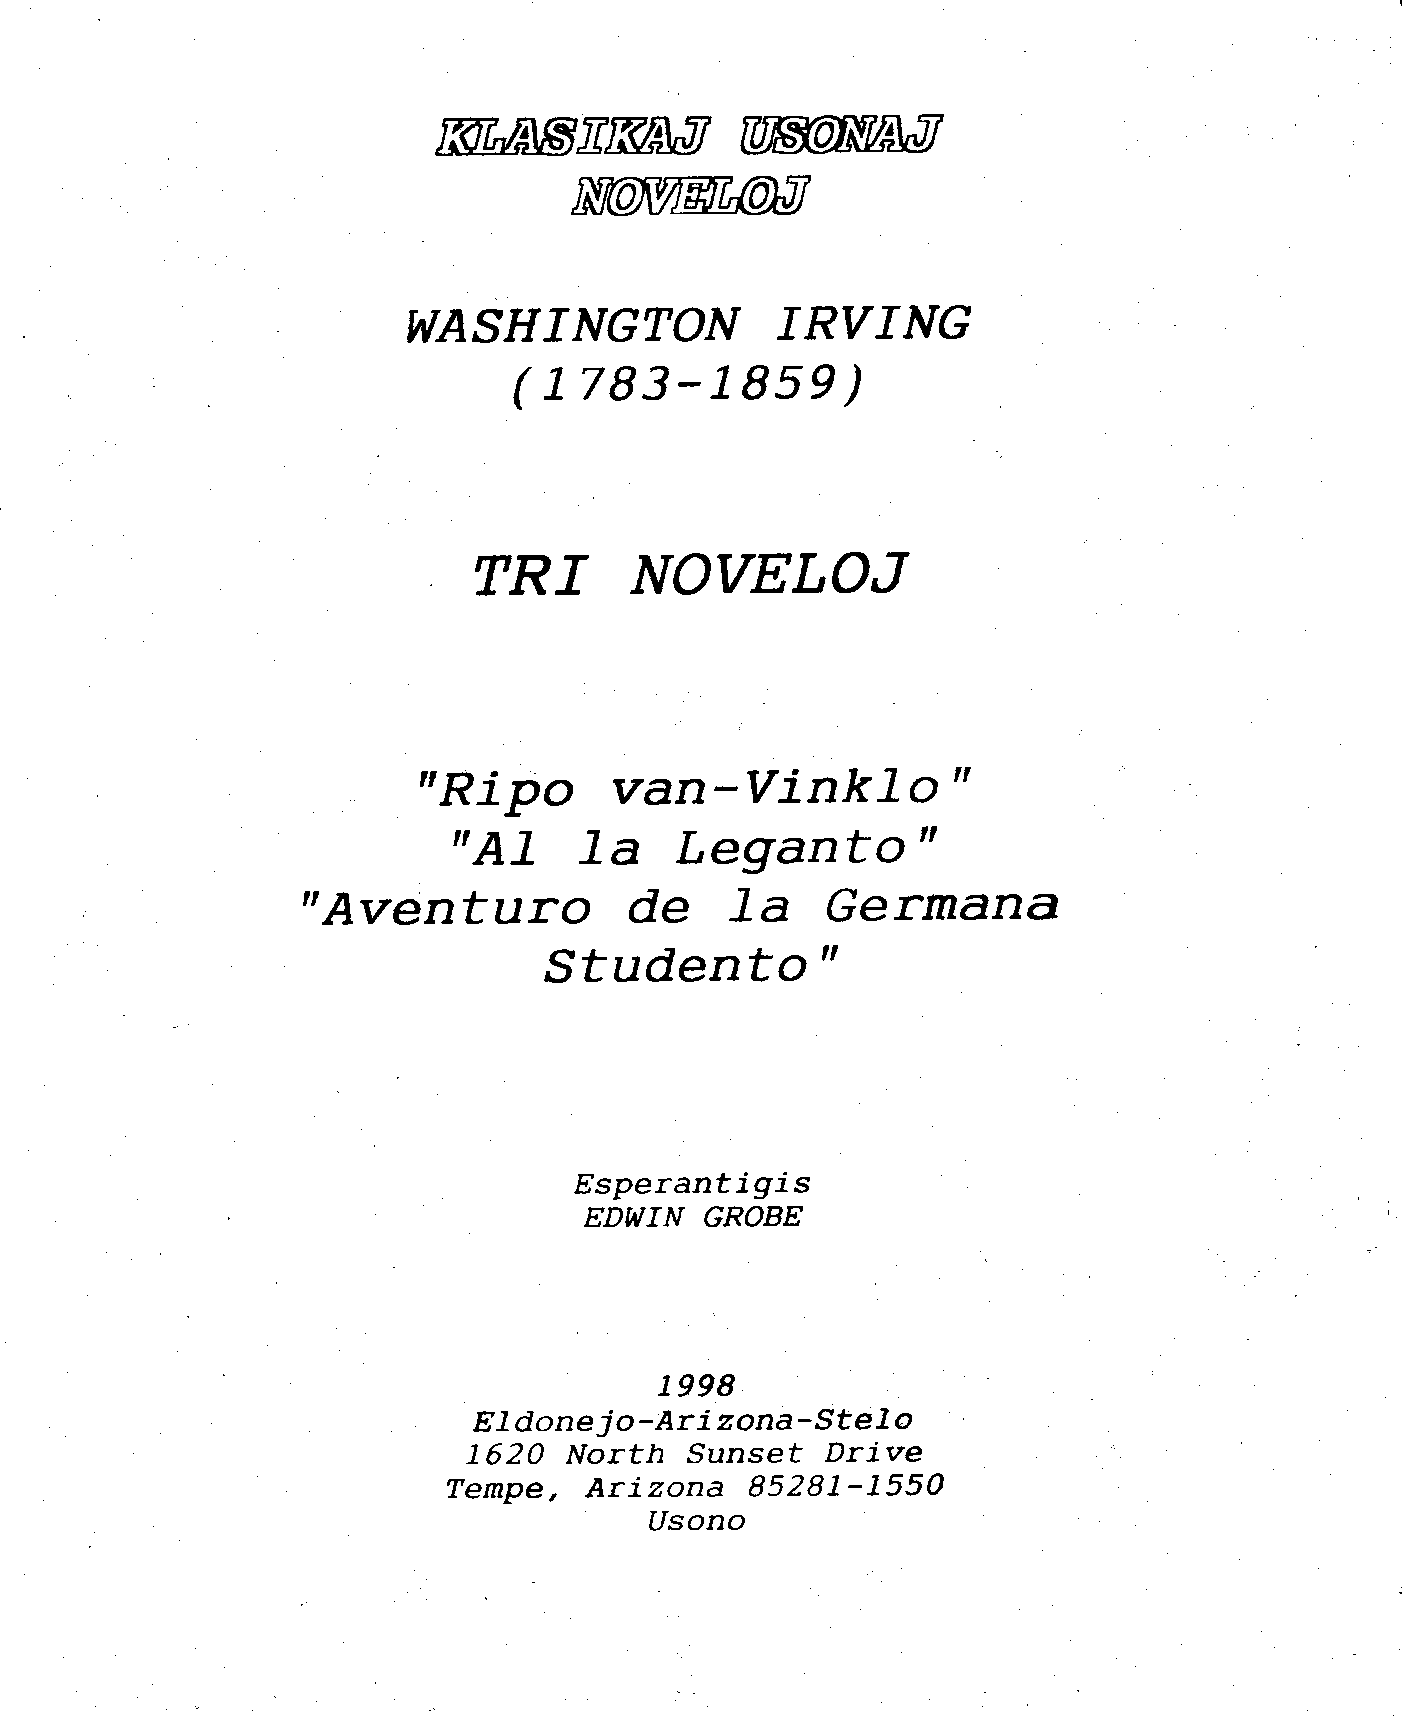 KLASIKAJ USONAJ
NOVELOJ
WASHINGTON IRVING
(1783-1859)
TRI NOVELOJ
"Ripo van-Vinklo"
"Al la Leganto"
"Aventuro de la Germana
Studento"
Esperantigis
EDWIN GROBE
1998
Eldonejo-Arizona-Stelo
1620 North Sunset Drive
Tempe, Arizona 85281-1550
Usono